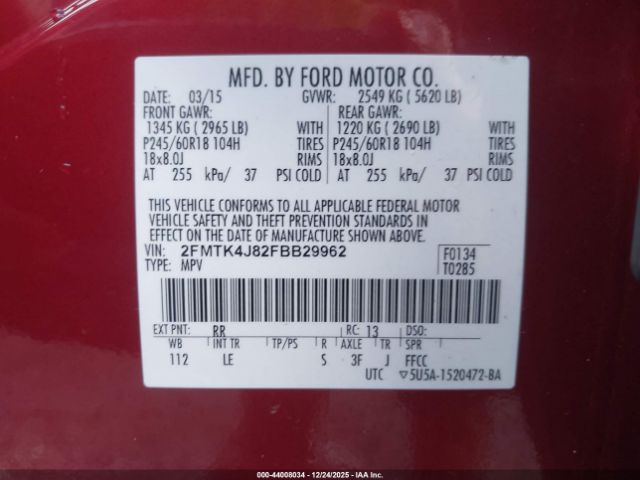 MFD. BY FORD MOTOR CO.
DATE: 03/15 GVWR: 2549 KG ( 5620 LB)
FRONT GAWR: REAR GAWR:
1345 KG ( 2965 LB) WITH 1220 KG ( 2690 LB) WITH
P245/60R18 104H TIRES P245/60R18 104H TIRES
18x8.0J RIMS 18x8.0J RIMS
AT 255 kPa/ 37 PSI COLD AT 255 kPa/ 37 PSI COLD
THIS VEHICLE CONFORMS TO ALL APPLICABLE FEDERAL MOTOR
VEHICLE SAFETY AND THEFT PREVENTION STANDARDS IN
EFFECT ON THE DATE OF MANUFACTURE SHOWN ABOVE.
VIN: 2FMTK4J82FBB29962 F0134
TYPE: MPV T0285
EXT PNT: RR RC: 13 DSO:
WB INT TR TP/PS R AXLE TR SPR
112 LE S 3F J FFCC
UTC ▽5U5A-1520472-BA
000-44008034 - 12/24/2025 - IAAI.CA